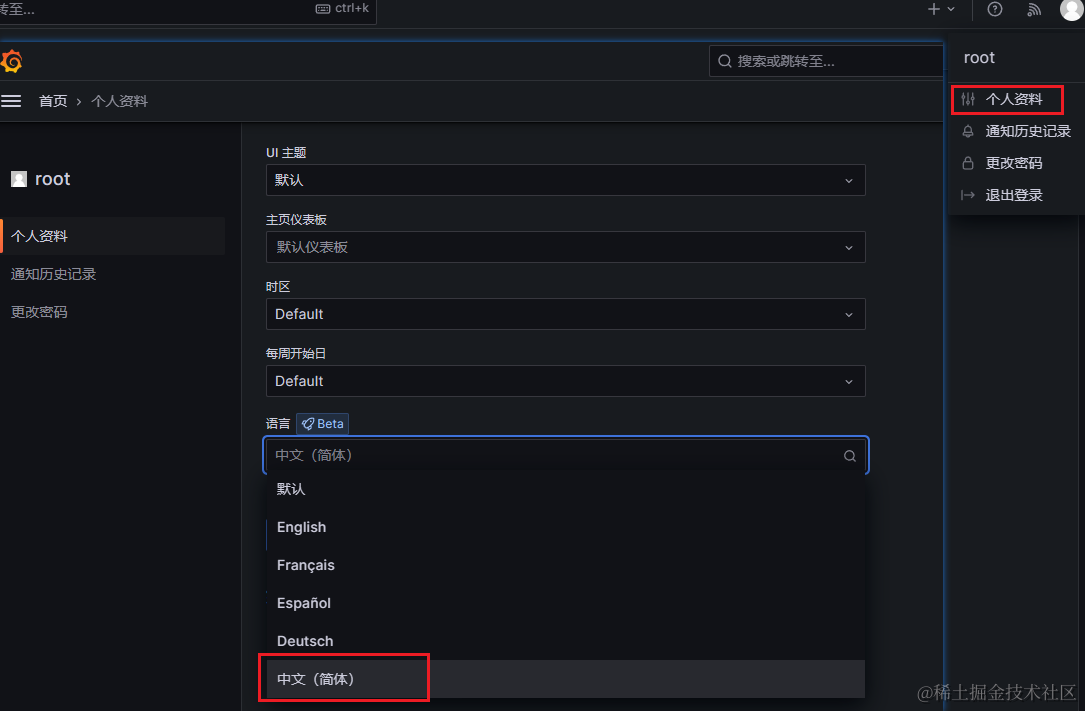 转至...
ctrl+k
搜索或跳转至...
root
首页 › 个人资料
个人资料
通知历史记录
更改密码
退出登录
root
个人资料
通知历史记录
更改密码
UI 主题
默认
主页仪表板
默认仪表板
时区
Default
每周开始日
Default
语言 Beta
中文（简体）
默认
English
Français
Español
Deutsch
中文（简体）
@稀土掘金技术社区